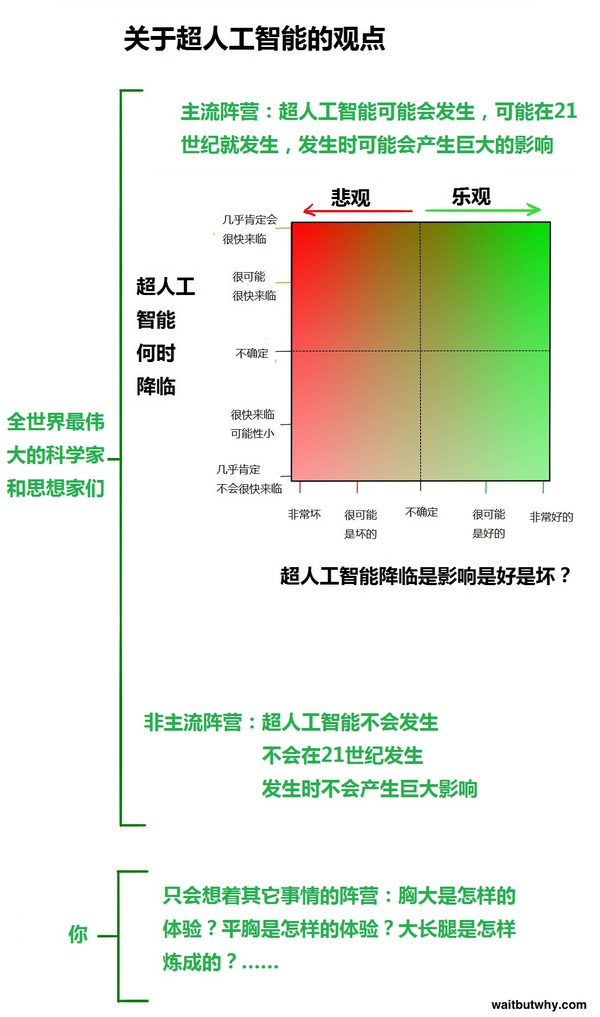 关于超人工智能的观点
主流阵营：超人工智能可能会发生，可能在21
世纪就发生，发生时可能会产生巨大的影响
悲观
乐观
几乎肯定会
很快来临
很可能
很快来临
超人工
智能
何时
降临
不确定
很快来临
可能性小
几乎肯定
不会很快来临
非常坏
很可能
是坏的
不确定
很可能
是好的
非常好的
超人工智能降临是影响是好是坏？
全世界最伟
大的科学家
和思想家们
非主流阵营：超人工智能不会发生
不会在21世纪发生
发生时不会产生巨大影响
你
只会想着其它事情的阵营：胸大是怎样的
体验？平胸是怎样的体验？大长腿是怎样
炼成的？……
waitbutwhy.com